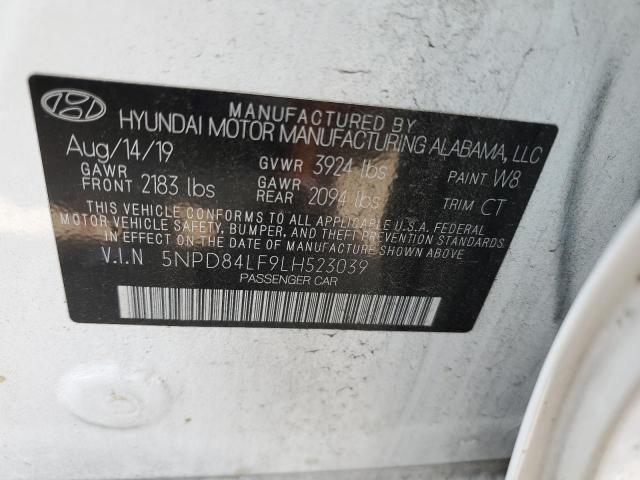 MANUFACTURED BY
HYUNDAI MOTOR MANUFACTURING ALABAMA, LLC
Aug/14/19 GVWR 3924 lbs PAINT W8
GAWR FRONT 2183 lbs GAWR REAR 2094 lbs TRIM CT
THIS VEHICLE CONFORMS TO ALL APPLICABLE U.S.A. FEDERAL
MOTOR VEHICLE SAFETY, BUMPER, AND THEFT PREVENTION STANDARDS
IN EFFECT ON THE DATE OF MANUFACTURE SHOWN ABOVE.
V.I.N 5NPD84LF9LH523039
PASSENGER CAR